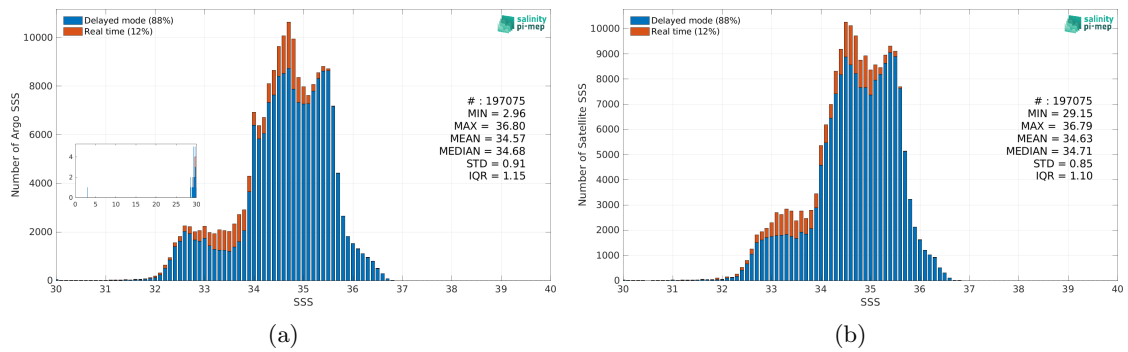 Delayed mode (88%)
Real time (12%)
salinity
pi-mep
Number of Argo SSS
10000
8000
6000
4000
2000
0
# : 197075
MIN = 2.96
MAX = 36.80
MEAN = 34.57
MEDIAN = 34.68
STD = 0.91
IQR = 1.15
4
2
0
0 5 10 15 20 25 30
30 31 32 33 34 35 36 37 38 39 40
SSS
(a)
Delayed mode (88%)
Real time (12%)
salinity
pi-mep
Number of Satellite SSS
10000
9000
8000
7000
6000
5000
4000
3000
2000
1000
0
# : 197075
MIN = 29.15
MAX = 36.79
MEAN = 34.63
MEDIAN = 34.71
STD = 0.85
IQR = 1.10
30 31 32 33 34 35 36 37 38 39 40
SSS
(b)